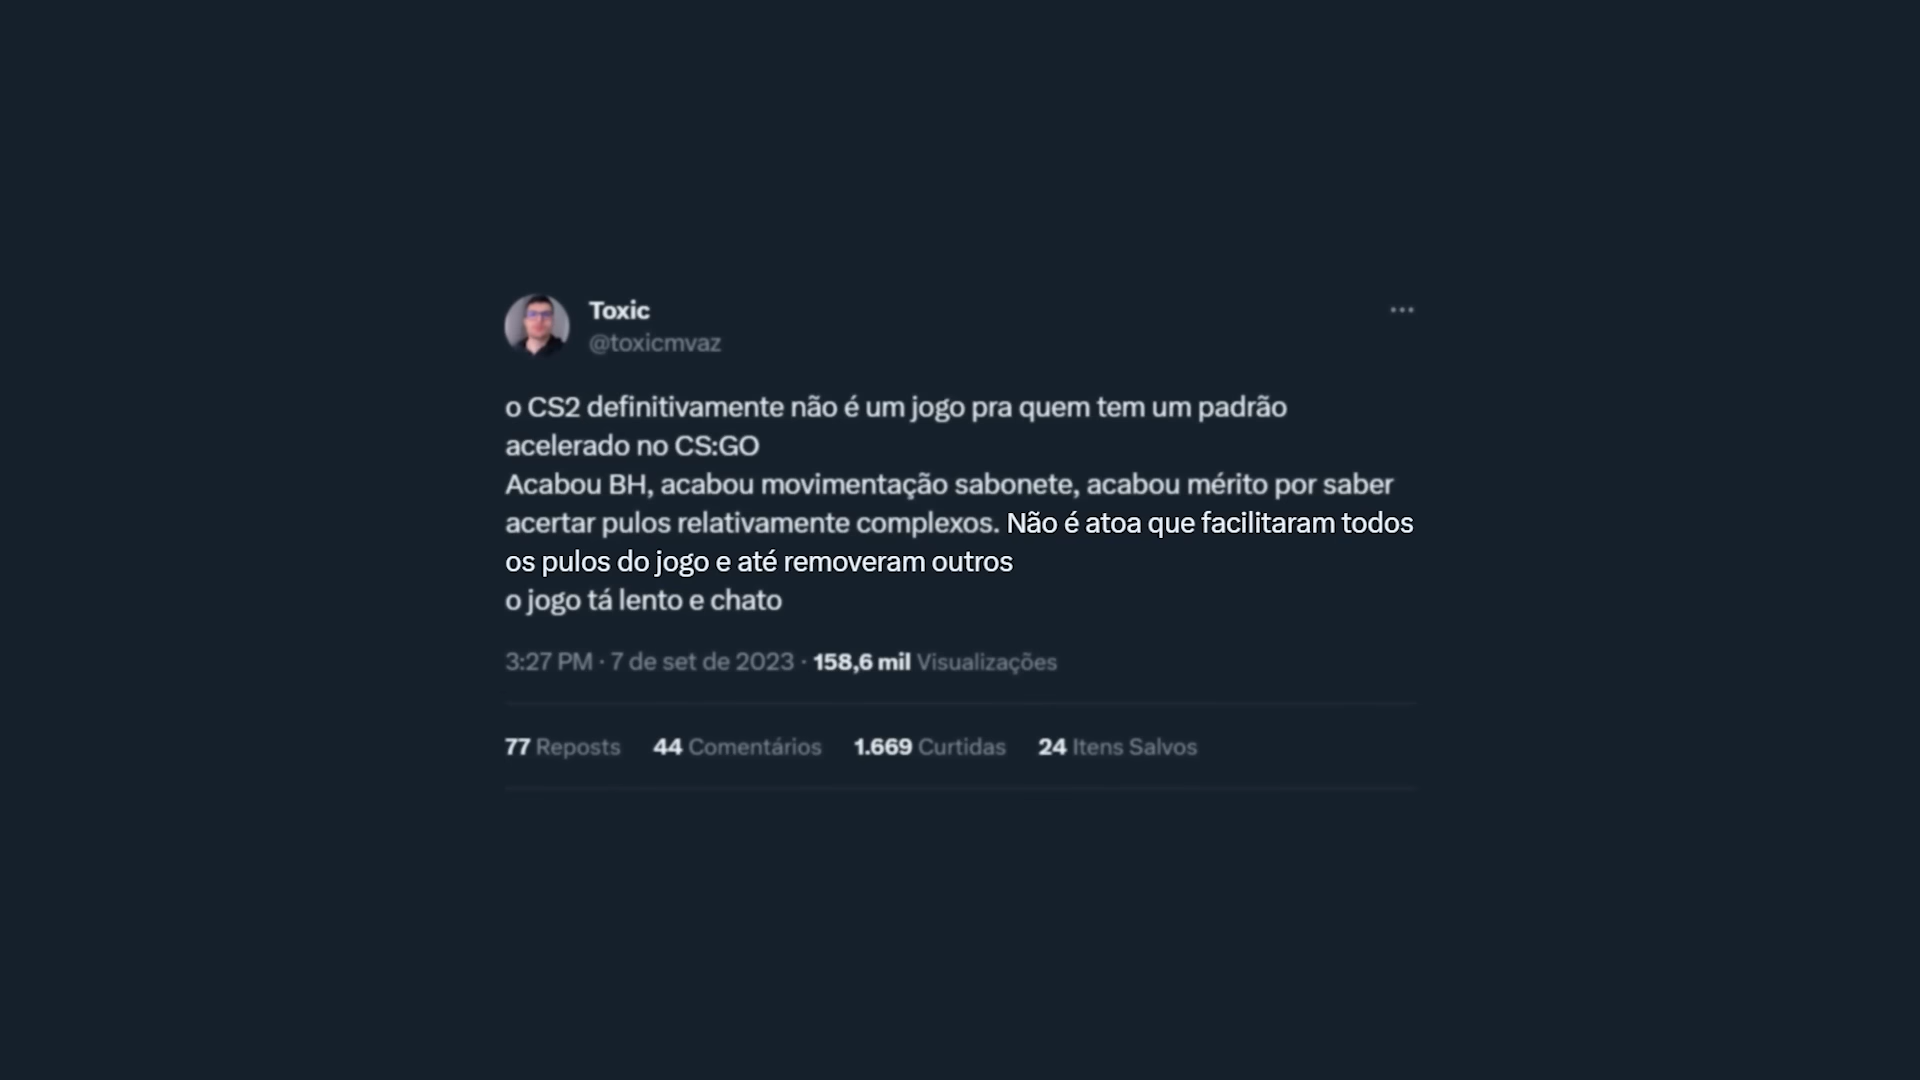 Toxic
@toxicmvaz
o CS2 definitivamente não é um jogo pra quem tem um padrão
acelerado no CS:GO
Acabou BH, acabou movimentação sabonete, acabou mérito por saber
acertar pulos relativamente complexos. Não é atoa que facilitaram todos
os pulos do jogo e até removeram outros
o jogo tá lento e chato
3:27 PM · 7 de set de 2023 · 158,6 mil Visualizações
77 Reposts 44 Comentários 1.669 Curtidas 24 Itens Salvos